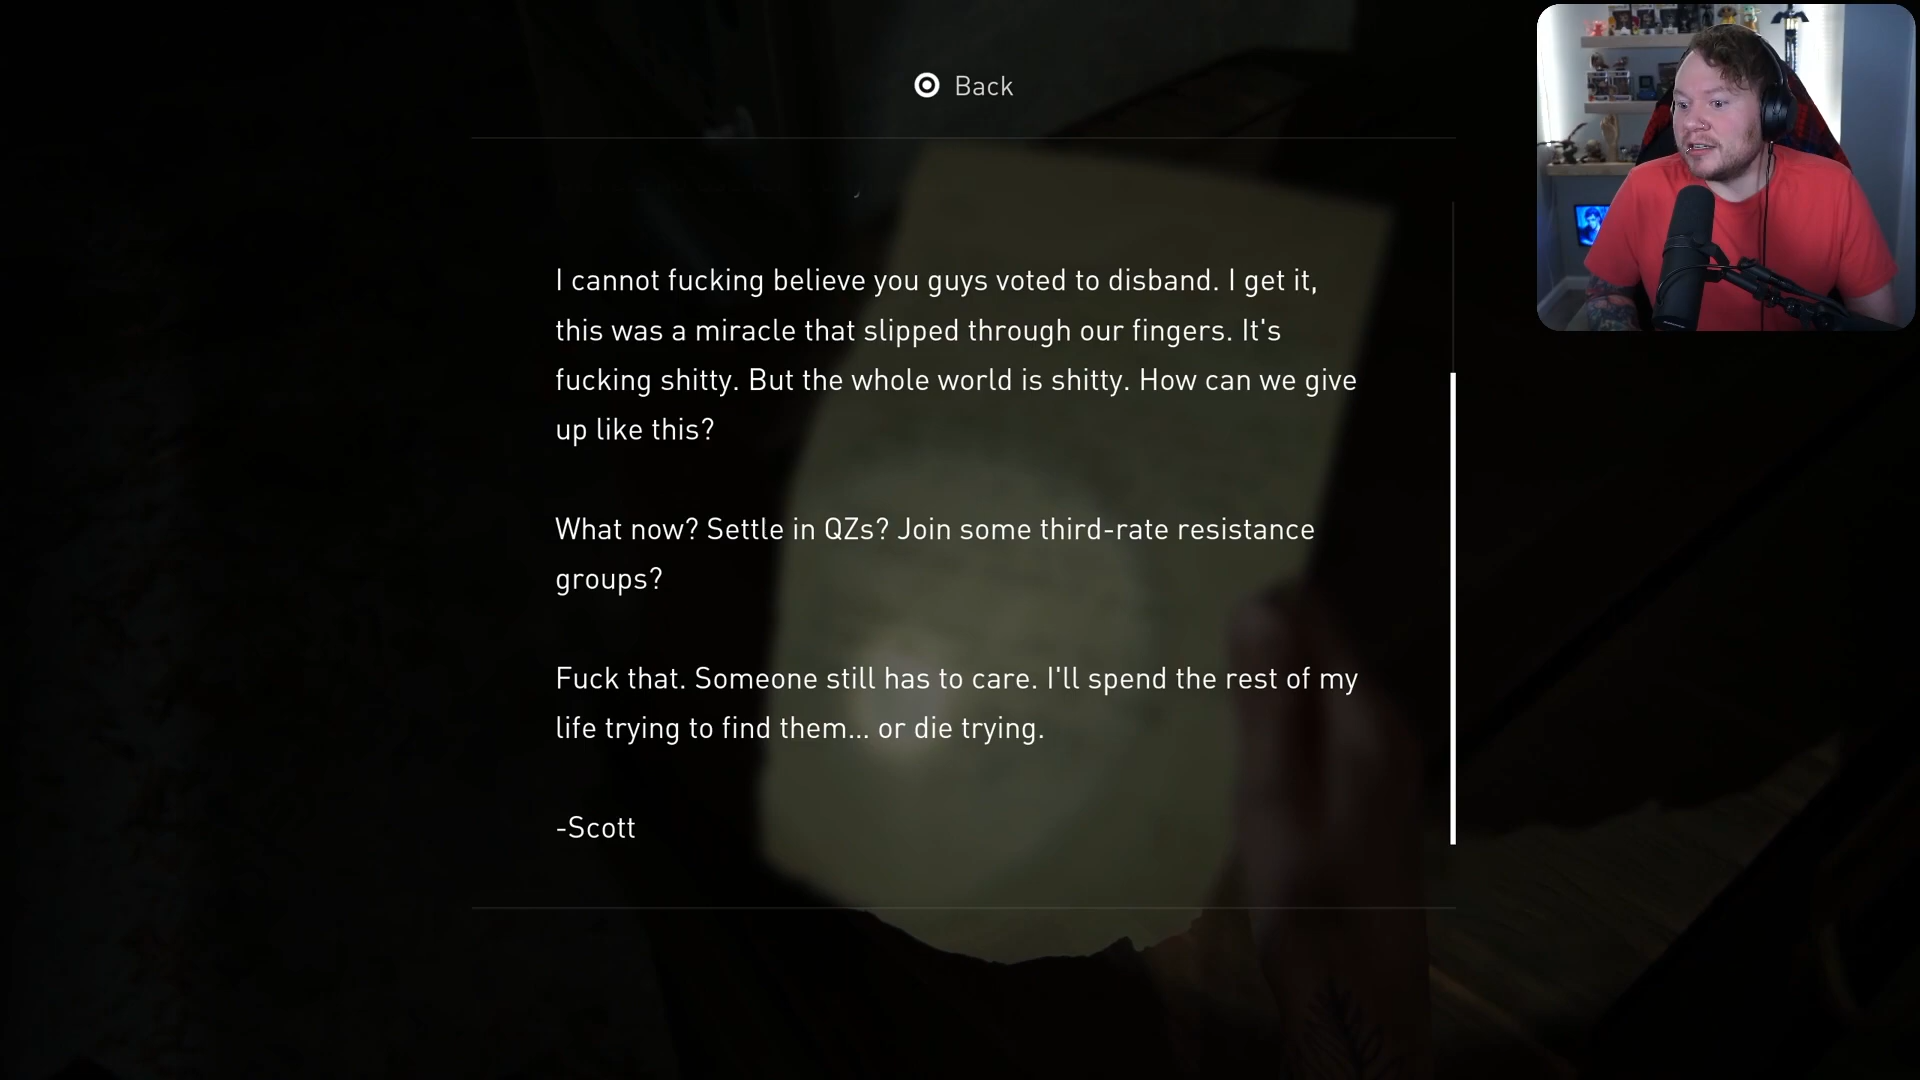 Back
I cannot fucking believe you guys voted to disband. I get it,
this was a miracle that slipped through our fingers. It's
fucking shitty. But the whole world is shitty. How can we give
up like this?
What now? Settle in QZs? Join some third-rate resistance
groups?
Fuck that. Someone still has to care. I'll spend the rest of my
life trying to find them... or die trying.
-Scott